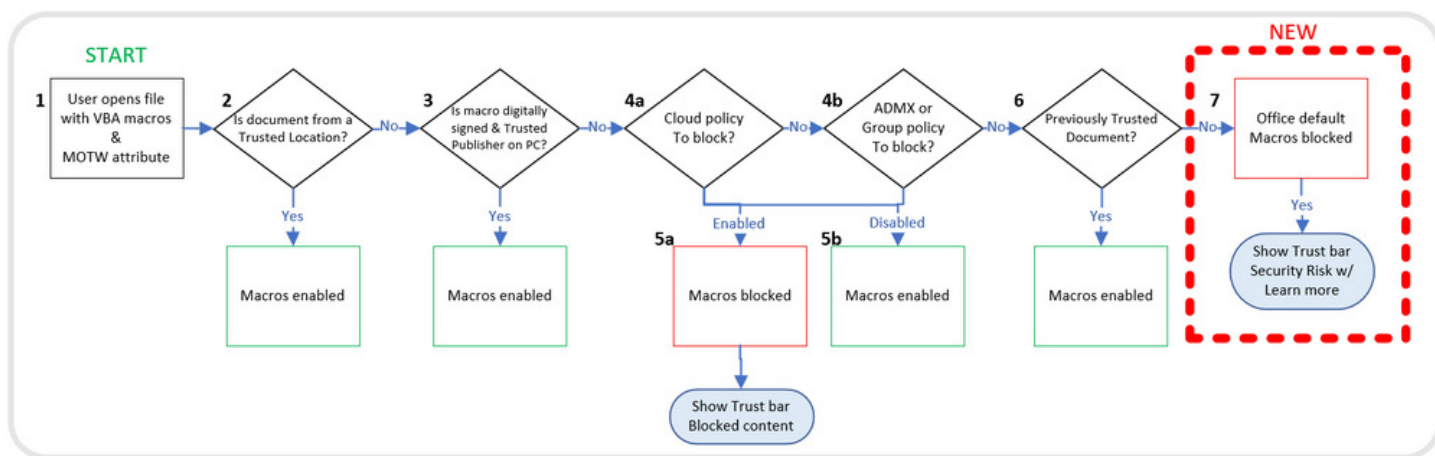 START
NEW
1
User opens file
with VBA macros
&
MOTW attribute
2
Is document from a
Trusted Location?
No
3
Is macro digitally
signed & Trusted
Publisher on PC?
No
4a
Cloud policy
To block?
No
4b
ADMX or
Group policy
To block?
No
6
Previously Trusted
Document?
No
7
Office default
Macros blocked
Yes
Yes
Enabled
Disabled
Yes
Yes
Macros enabled
Macros enabled
5a
Macros blocked
5b
Macros enabled
Macros enabled
Show Trust bar
Security Risk w/
Learn more
Show Trust bar
Blocked content